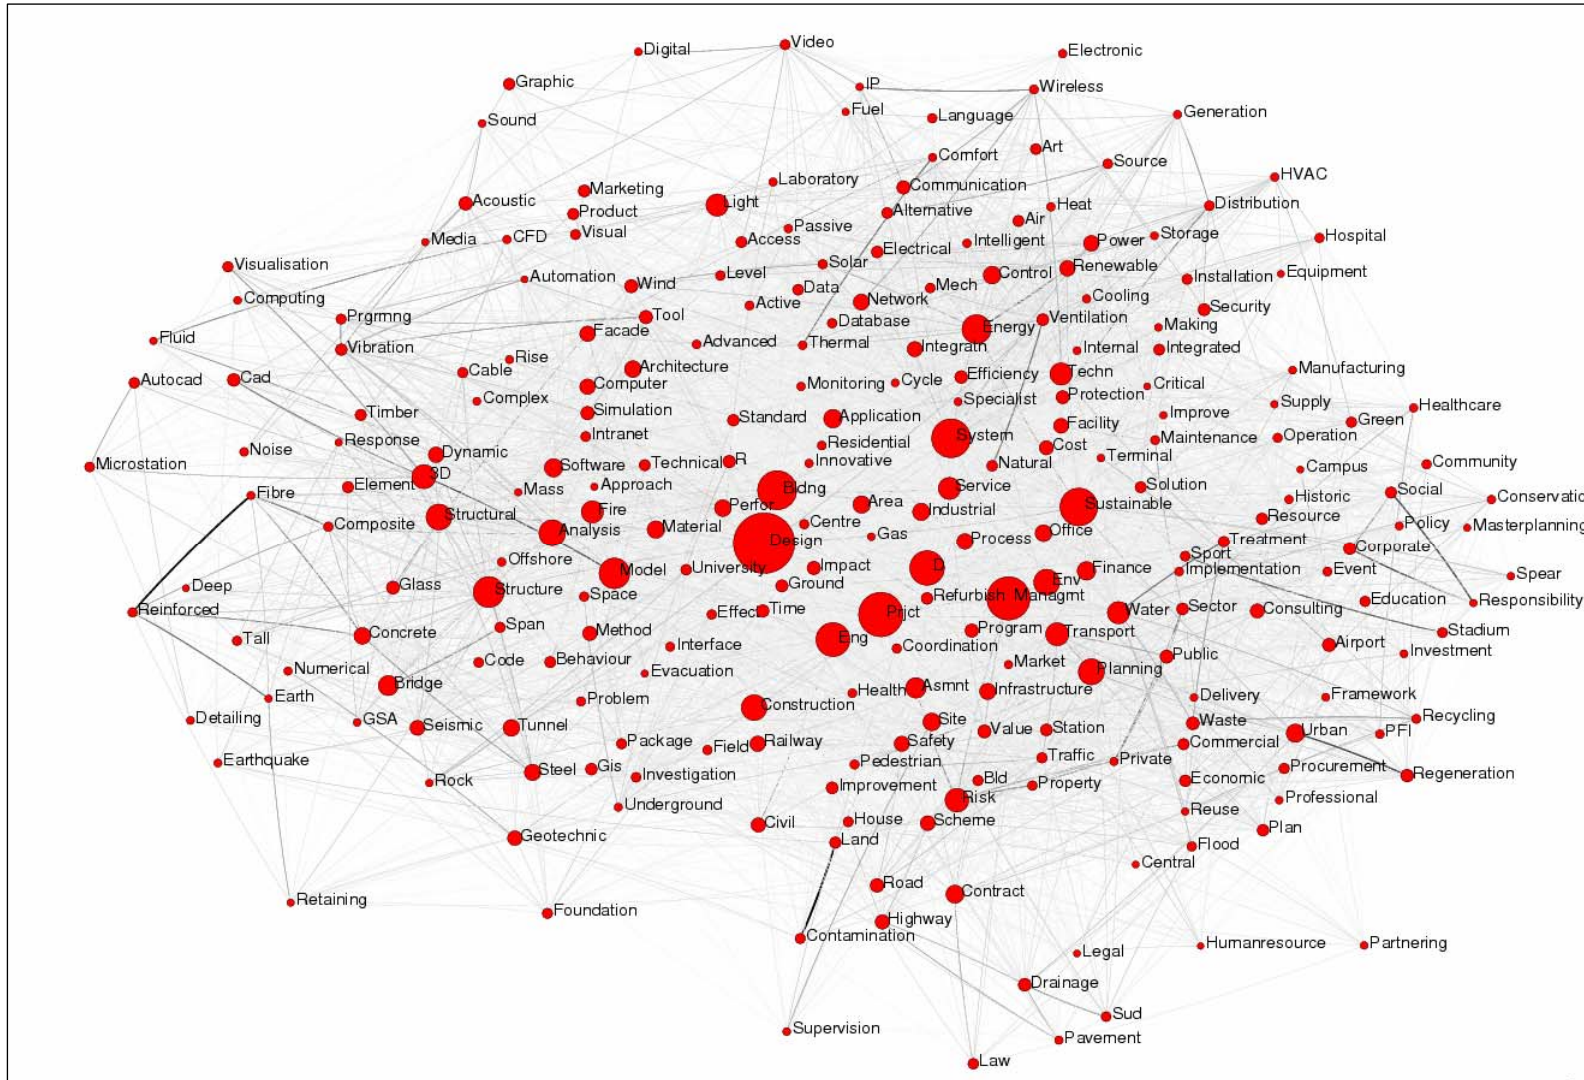 Digital
Video
Electronic
Graphic
IP
Wireless
Fuel
Sound
Language
Generation
Comfort
Art
Source
Laboratory
HVAC
Marketing
Communication
Acoustic
Light
Product
Alternative
Heat
Distribution
Air
Passive
Visual
Media
CFD
Access
Intelligent
Power
Storage
Hospital
Electrical
Visualisation
Solar
Renewable
Automation
Level
Control
Installation
Equipment
Wind
Data
Mech
Computing
Active
Network
Cooling
Security
Prgrmng
Tool
Database
Ventilation
Making
Fluid
Vibration
Facade
Advanced
Thermal
Energy
Integratn
Internal
Integrated
Rise
Cable
Architecture
Manufacturing
Autocad
Cad
Computer
Monitoring
Cycle
Efficiency
Techn
Critical
Complex
Specialist
Protection
Supply
Healthcare
Timber
Simulation
Standard
Application
Improve
Green
Facility
Response
Intranet
Residential
System
Maintenance
Operation
Noise
Dynamic
Cost
Microstation
3D
Software
Technical
R
Innovative
Natural
Terminal
Campus
Community
Element
Mass
Approach
Bldng
Service
Solution
Social
Fibre
Historic
Conservatio
Structural
Fire
Perfor
Area
Industrial
Sustainable
Resource
Composite
Analysis
Material
Centre
Gas
Office
Policy
Masterplanning
Design
Process
Treatment
Corporate
Offshore
Sport
Model
University
Impact
D
Env
Finance
Implementation
Event
Spear
Deep
Glass
Structure
Space
Ground
Refurbish
Managmt
Education
Responsibility
Reinforced
Effect
Time
Prjct
Water
Sector
Consulting
Tall
Concrete
Span
Method
Eng
Program
Transport
Stadium
Interface
Coordination
Airport
Investment
Numerical
Code
Behaviour
Evacuation
Market
Planning
Public
Bridge
Earth
Problem
Health
Asmnt
Infrastructure
Delivery
Framework
Construction
Detailing
GSA
Seismic
Tunnel
Site
Value
Station
Waste
Recycling
Urban
PFI
Package
Field
Railway
Safety
Commercial
Earthquake
Steel
Gis
Pedestrian
Traffic
Private
Procurement
Regeneration
Rock
Investigation
Improvement
Bld
Property
Economic
Underground
Risk
Professional
Reuse
Geotechnic
Civil
House
Scheme
Plan
Land
Flood
Central
Road
Contract
Retaining
Foundation
Highway
Contamination
Legal
Humanresource
Partnering
Drainage
Sud
Supervision
Pavement
Law